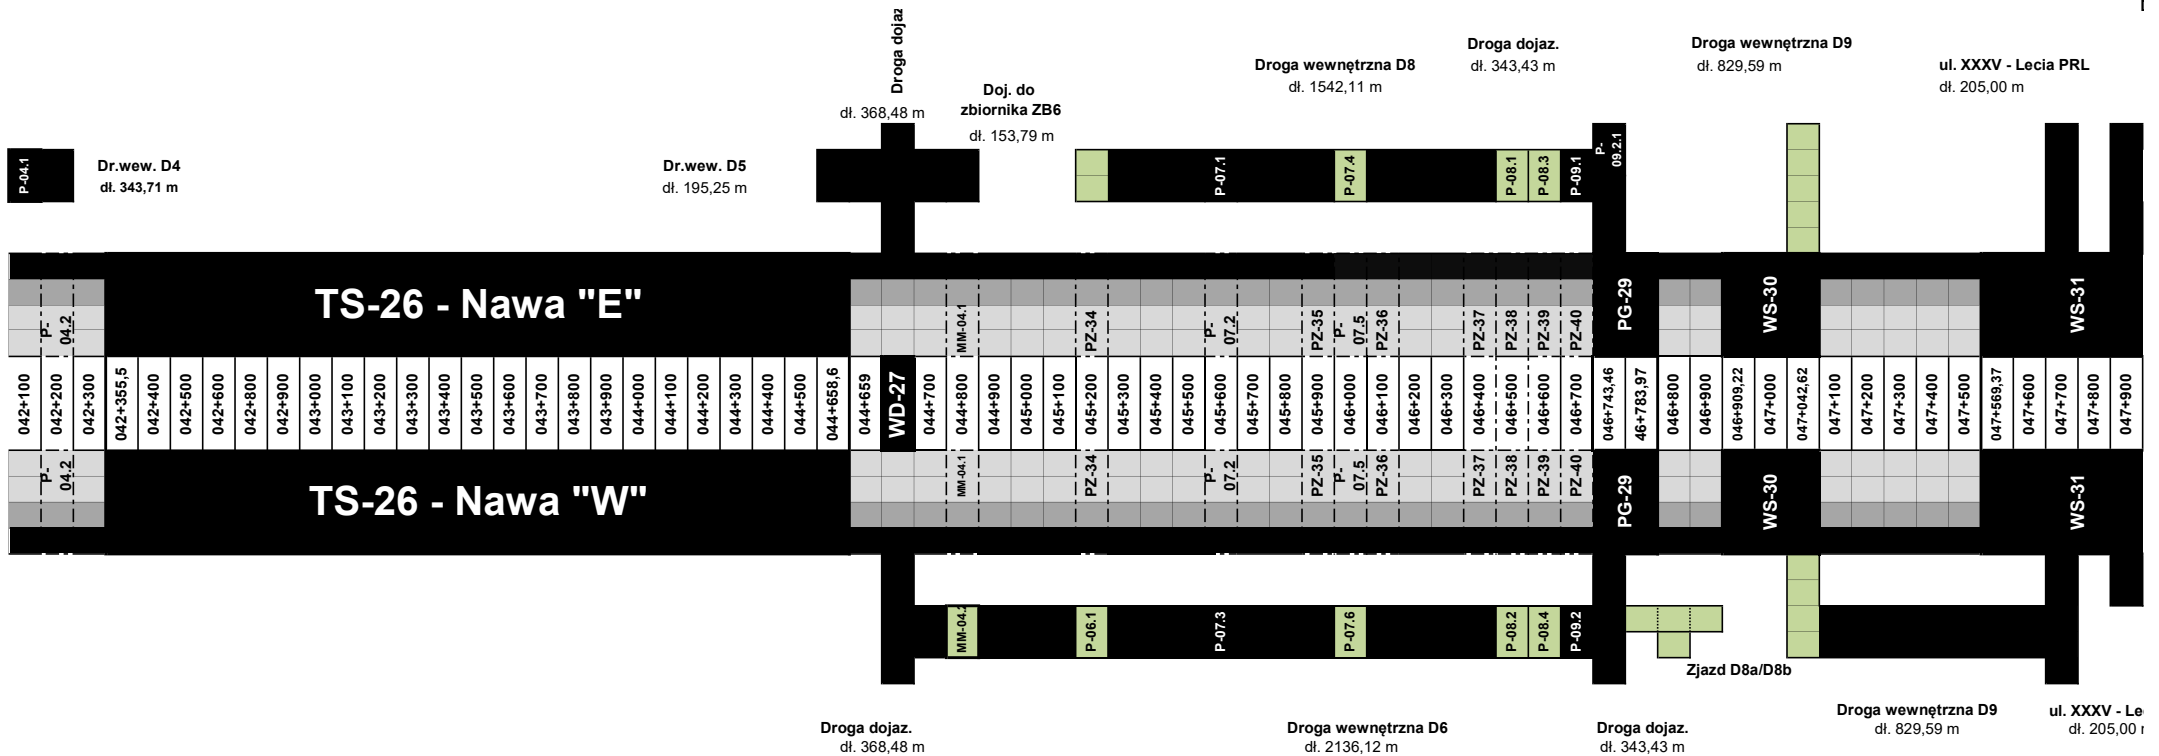 Droga dojaz
dł. 368,48 m
Doj. do
zbiornika ZB6
dł. 153,79 m
Droga wewnętrzna D8
dł. 1542,11 m
Droga dojaz.
dł. 343,43 m
Droga wewnętrzna D9
dł. 829,59 m
ul. XXXV - Lecia PRL
dł. 205,00 m
P-04.1
Dr.wew. D4
dł. 343,71 m
Dr.wew. D5
dł. 195,25 m
P-07.1
P-07.4
P-08.1
P-08.3
P-09.1
P-
09.2.1
P-
04.2
TS-26 - Nawa "E"
MM-04.1
PZ-34
P-
07.2
PZ-35
P-
07.5
PZ-36
PZ-37
PZ-38
PZ-39
PZ-40
PG-29
WS-30
WS-31
042+100
042+200
042+300
042+355,5
042+400
042+500
042+600
042+800
042+900
043+000
043+100
043+200
043+300
043+400
043+500
043+600
043+700
043+800
043+900
044+000
044+100
044+200
044+300
044+400
044+500
044+658,6
044+659
WD-27
044+700
044+800
044+900
045+000
045+100
045+200
045+300
045+400
045+500
045+600
045+700
045+800
045+900
046+000
046+100
046+200
046+300
046+400
046+500
046+600
046+700
046+743,46
46+783,97
046+800
046+900
046+909,22
047+000
047+042,62
047+100
047+200
047+300
047+400
047+500
047+569,37
047+600
047+700
047+800
047+900
P-
04.2
TS-26 - Nawa "W"
MM-04.1
PZ-34
P-
07.2
PZ-35
P-
07.5
PZ-36
PZ-37
PZ-38
PZ-39
PZ-40
PG-29
WS-30
WS-31
MM-04.2
P-06.1
P-07.3
P-07.6
P-08.2
P-08.4
P-09.2
Zjazd D8a/D8b
Droga dojaz.
dł. 368,48 m
Droga wewnętrzna D6
dł. 2136,12 m
Droga dojaz.
dł. 343,43 m
Droga wewnętrzna D9
dł. 829,59 m
ul. XXXV - Le
dł. 205,00